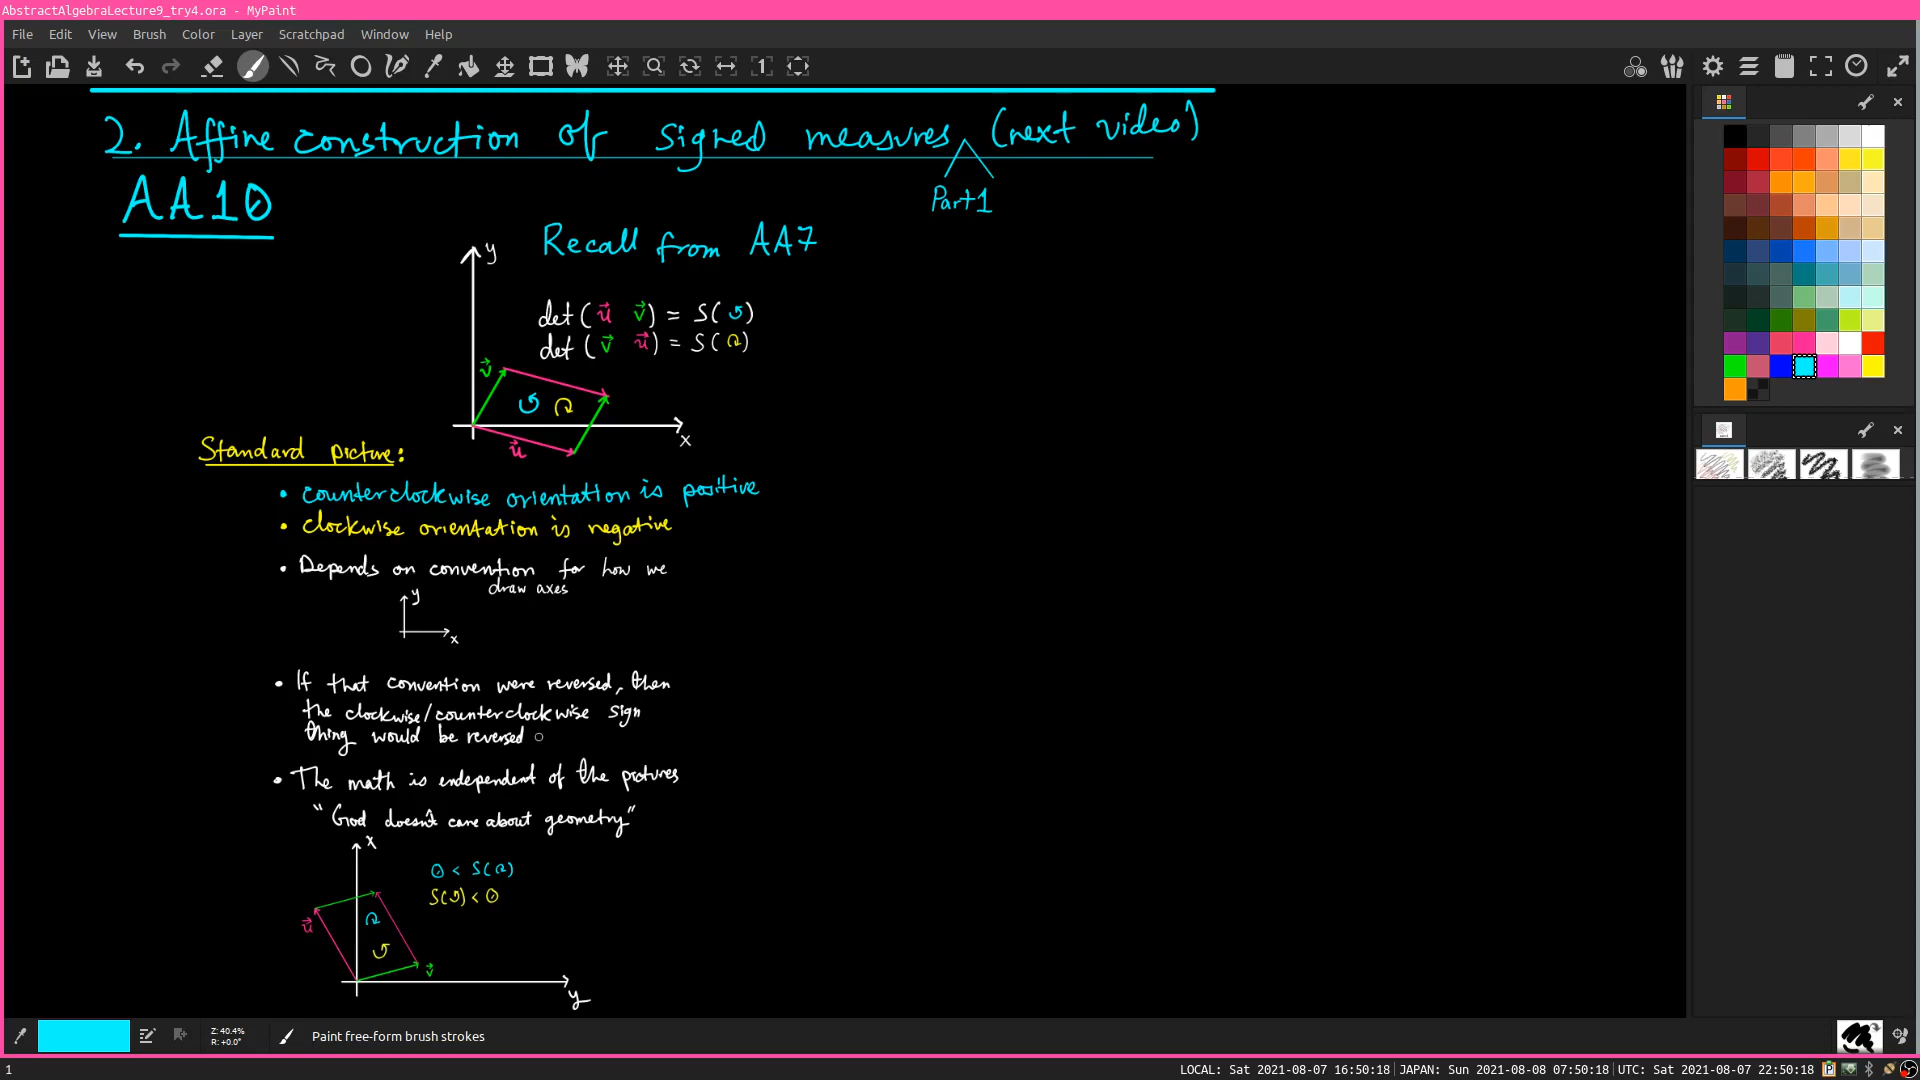 AbstractAlgebraLecture9_try4.ora - MyPaint
File Edit View Brush Color Layer Scratchpad Window Help
2. Affine construction of signed measures (next video)
Part 1
AA10
Recall from AA7
y
det(u⃗ v⃗) = S(↺)
det(v⃗ u⃗) = S(↻)
v⃗
↺ ↻
x
u⃗
Standard picture:
• counterclockwise orientation is positive
• clockwise orientation is negative
• Depends on convention for how we
draw axes
y
x
• If that convention were reversed, then
the clockwise/counterclockwise sign
thing would be reversed
• The math is independent of the pictures
"God doesn't care about geometry"
x
0 < S(↻)
S(↺) < 0
u⃗
↻
↺
v⃗
y
Z: 40.4%
R: +0.0°
Paint free-form brush strokes
1
LOCAL: Sat 2021-08-07 16:50:18 | JAPAN: Sun 2021-08-08 07:50:18 | UTC: Sat 2021-08-07 22:50:18